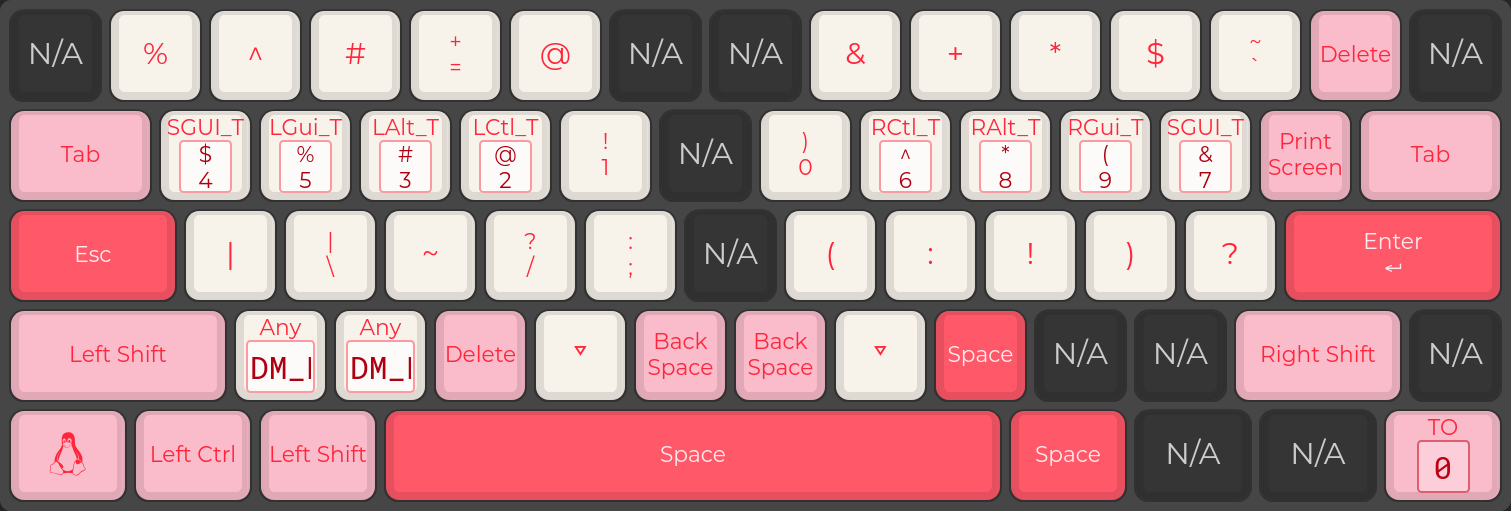 N/A % ^ # + @ N/A N/A & + * $ ~ Delete N/A
= `
Tab SGUI_T LGui_T LAlt_T LCtl_T ! N/A ) RCtl_T RAlt_T RGui_T SGUI_T Print Screen Tab
$ % # @ 1 0 ^ * ( &
4 5 3 2 6 8 9 7
Esc | | ~ ? : N/A ( : ! ) ? Enter
\ / ; ↵
Left Shift Any Any Delete ▿ Back Space Back Space ▿ Space N/A N/A Right Shift N/A
DM_ DM_
Left Ctrl Left Shift Space Space N/A N/A TO
0